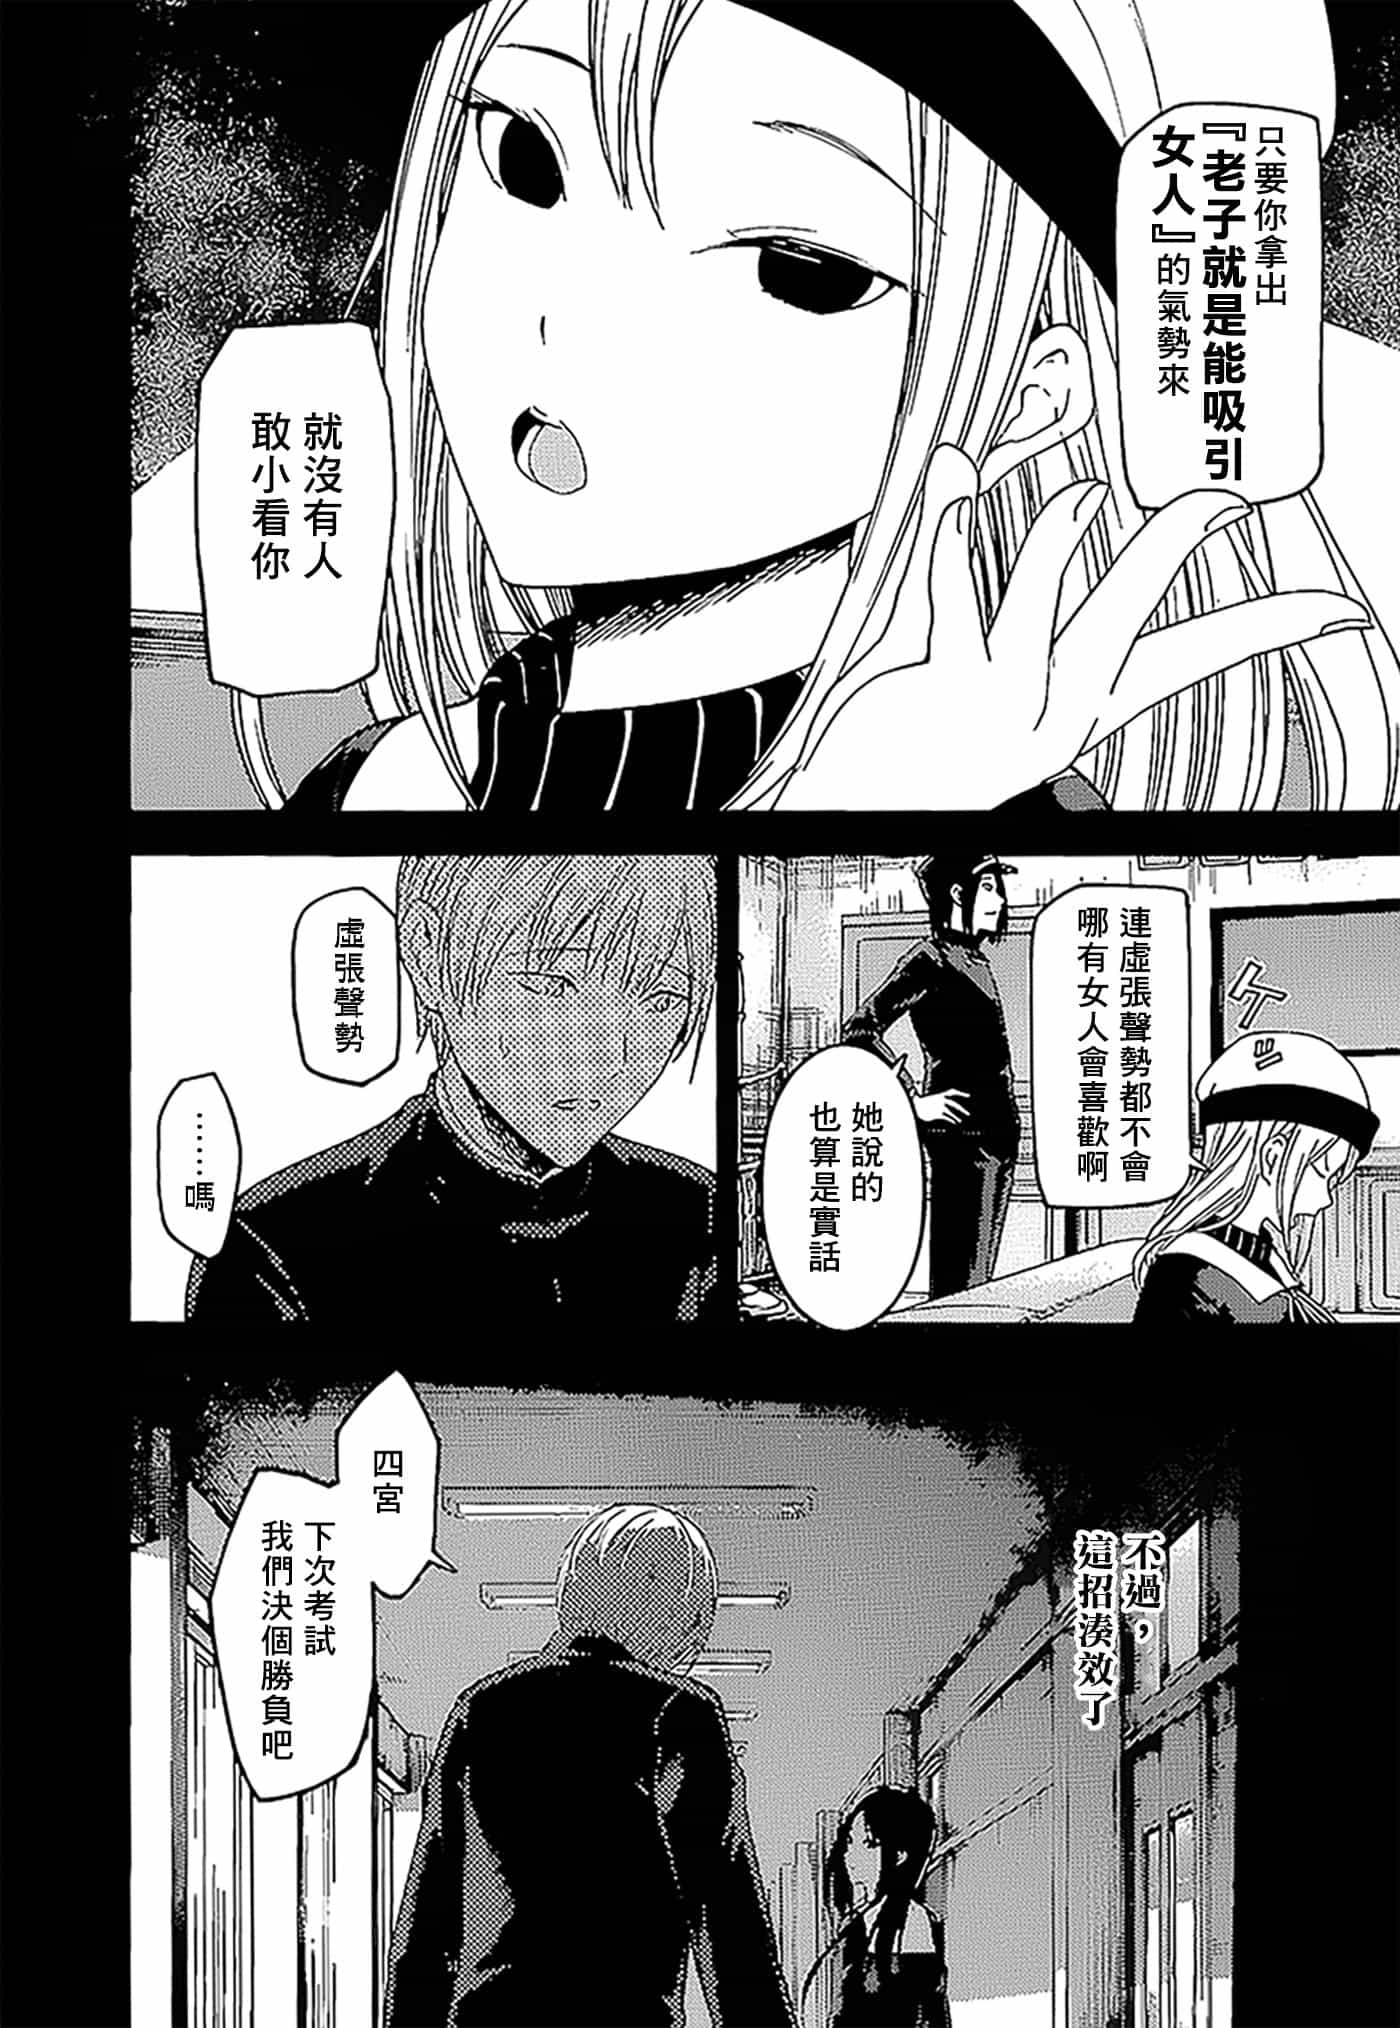 只要你拿出
『老子就是能吸引
女人』的氣勢來
就沒有人
敢小看你
連虛張聲勢都不會
哪有女人會喜歡啊
ケッ
她說的
也算是實話
虛張聲勢
……嗎
不過，
這招湊效了
四宮
下次考試
我們決個勝負吧